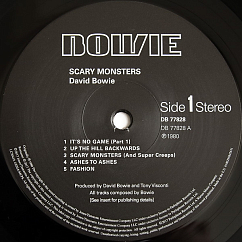 BOWIE
SCARY MONSTERS
David Bowie
Side 1 Stereo
DB 77828
DB 77828 A
℗ 1980
1 IT'S NO GAME (Part 1)
2 UP THE HILL BACKWARDS
3 SCARY MONSTERS (And Super Creeps)
4 ASHES TO ASHES
5 FASHION
Produced by David Bowie and Tony Visconti
All tracks composed by Bowie
(See insert for publishing details)